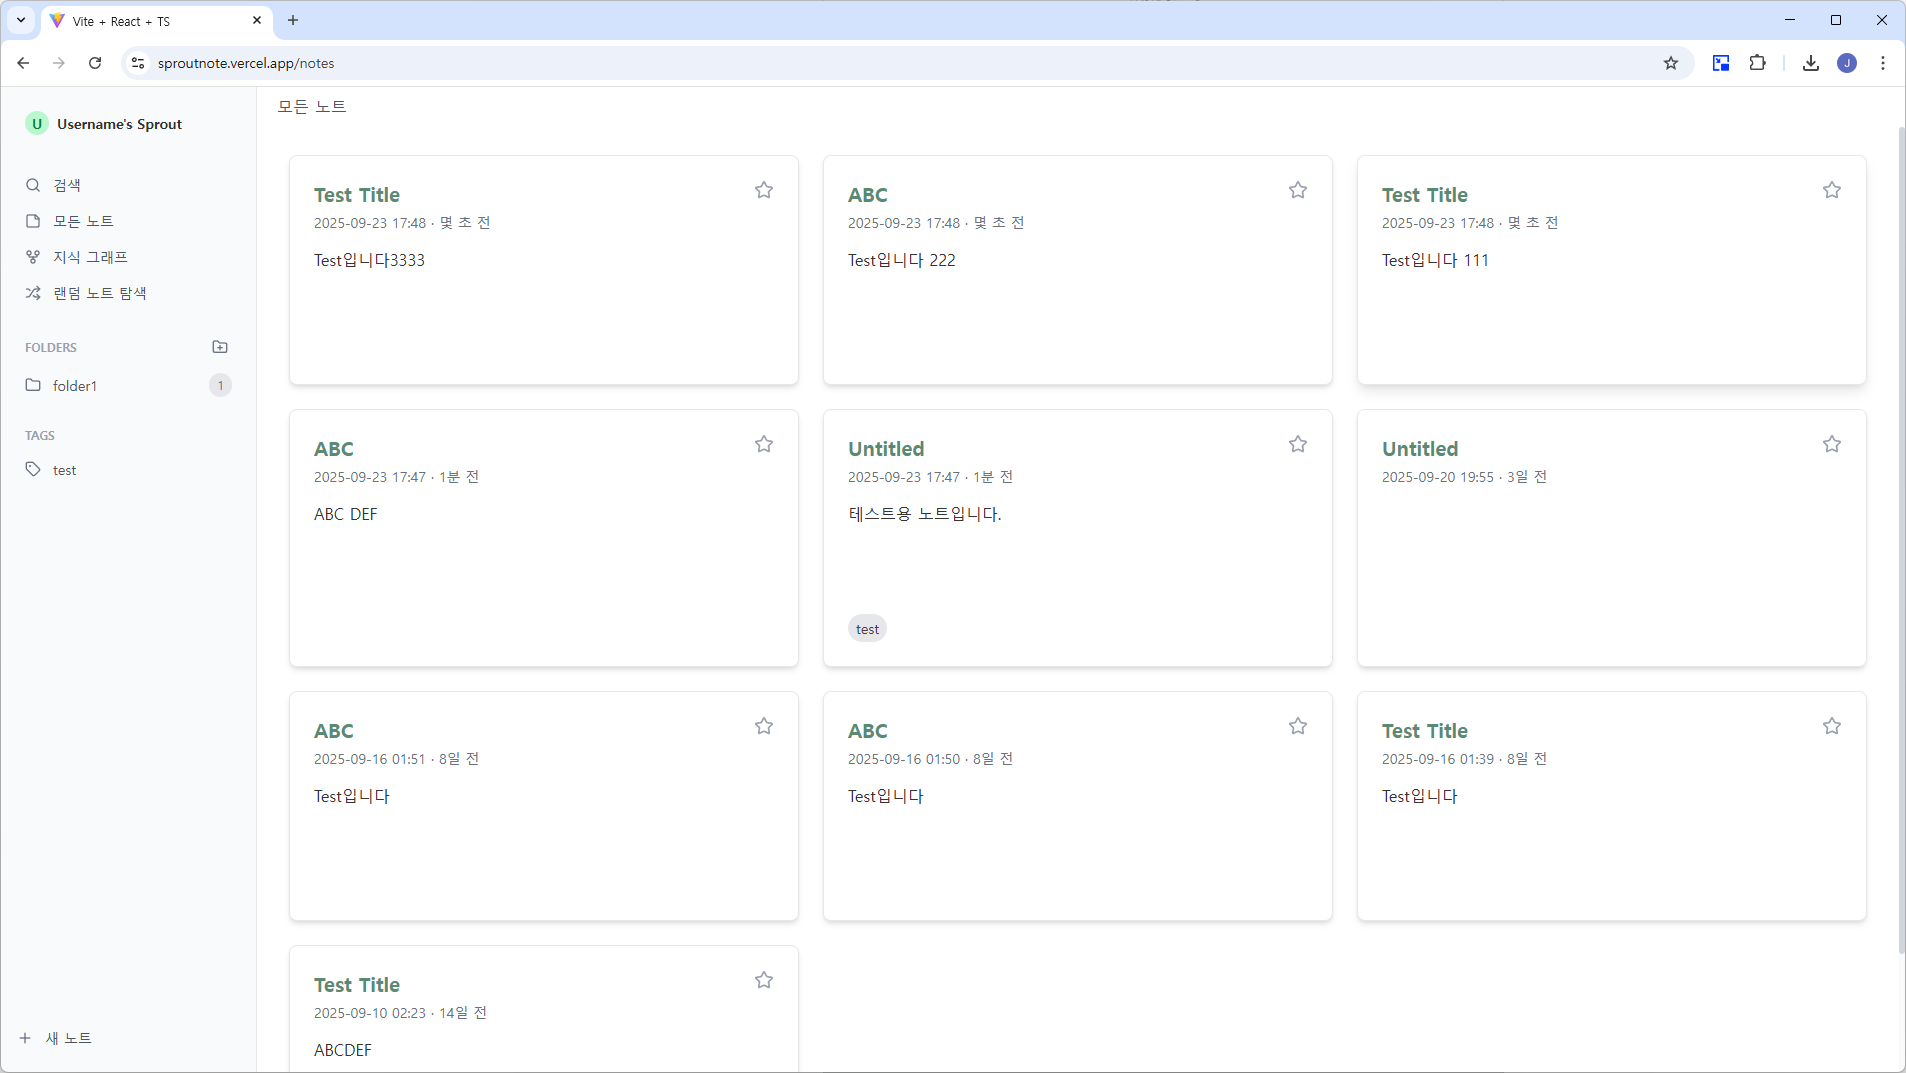 Vite + React + TS
sproutnote.vercel.app/notes
J
U Username's Sprout
검색
모든 노트
지식 그래프
랜덤 노트 탐색
FOLDERS
folder1 1
TAGS
test
새 노트
모든 노트
Test Title
2025-09-23 17:48 · 몇 초 전
Test입니다3333
ABC
2025-09-23 17:48 · 몇 초 전
Test입니다 222
Test Title
2025-09-23 17:48 · 몇 초 전
Test입니다 111
ABC
2025-09-23 17:47 · 1분 전
ABC DEF
Untitled
2025-09-23 17:47 · 1분 전
테스트용 노트입니다.
test
Untitled
2025-09-20 19:55 · 3일 전
ABC
2025-09-16 01:51 · 8일 전
Test입니다
ABC
2025-09-16 01:50 · 8일 전
Test입니다
Test Title
2025-09-16 01:39 · 8일 전
Test입니다
Test Title
2025-09-10 02:23 · 14일 전
ABCDEF